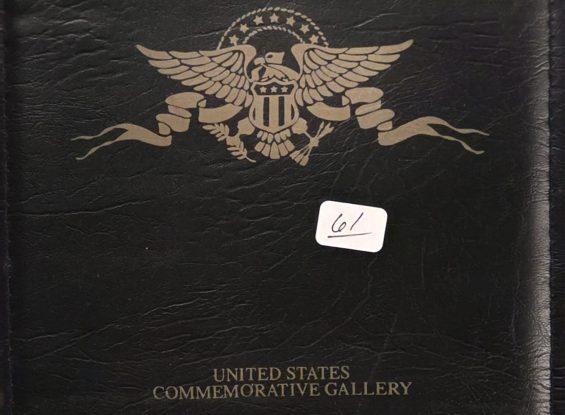 61
UNITED STATES
COMMEMORATIVE GALLERY